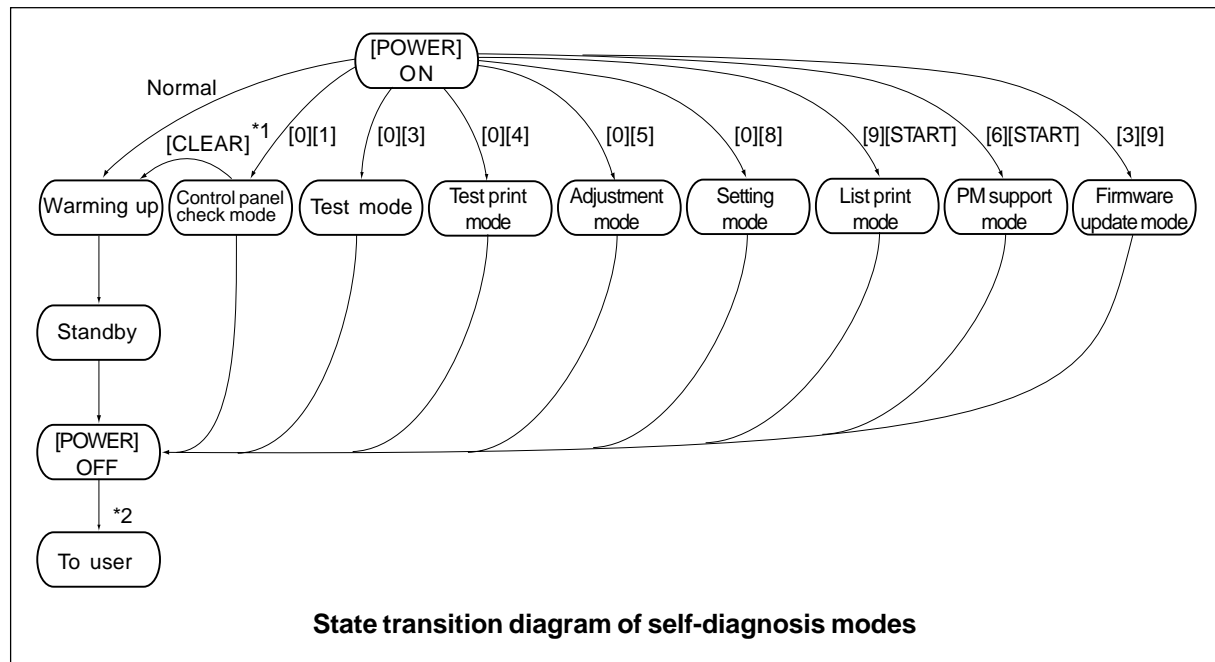 [POWER]
ON
Normal
[CLEAR]
*1
[0][1]
[0][3]
[0][4]
[0][5]
[0][8]
[9][START]
[6][START]
[3][9]
Warming up
Control panel
check mode
Test mode
Test print
mode
Adjustment
mode
Setting
mode
List print
mode
PM support
mode
Firmware
update mode
Standby
[POWER]
OFF
*2
To user
State transition diagram of self-diagnosis modes